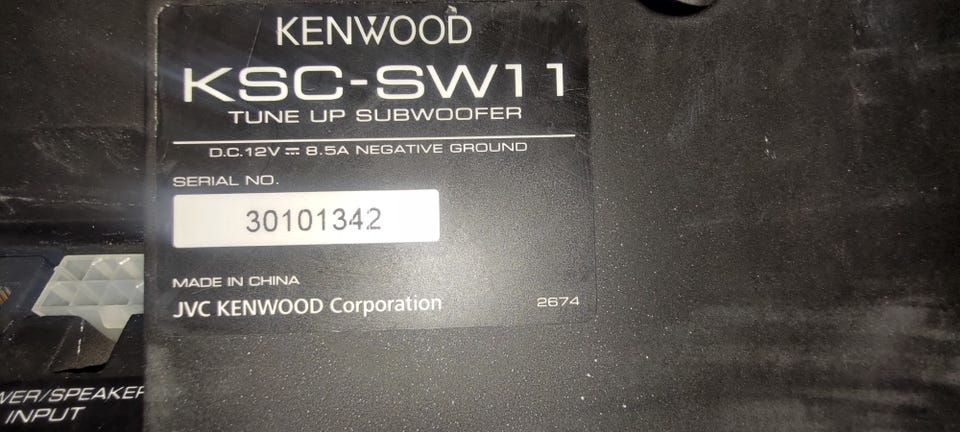 KENWOOD
KSC-SW11
TUNE UP SUBWOOFER
D.C.12V ⎓ 8.5A NEGATIVE GROUND
SERIAL NO.
30101342
MADE IN CHINA
JVC KENWOOD Corporation
2674
WER/SPEAKER
INPUT